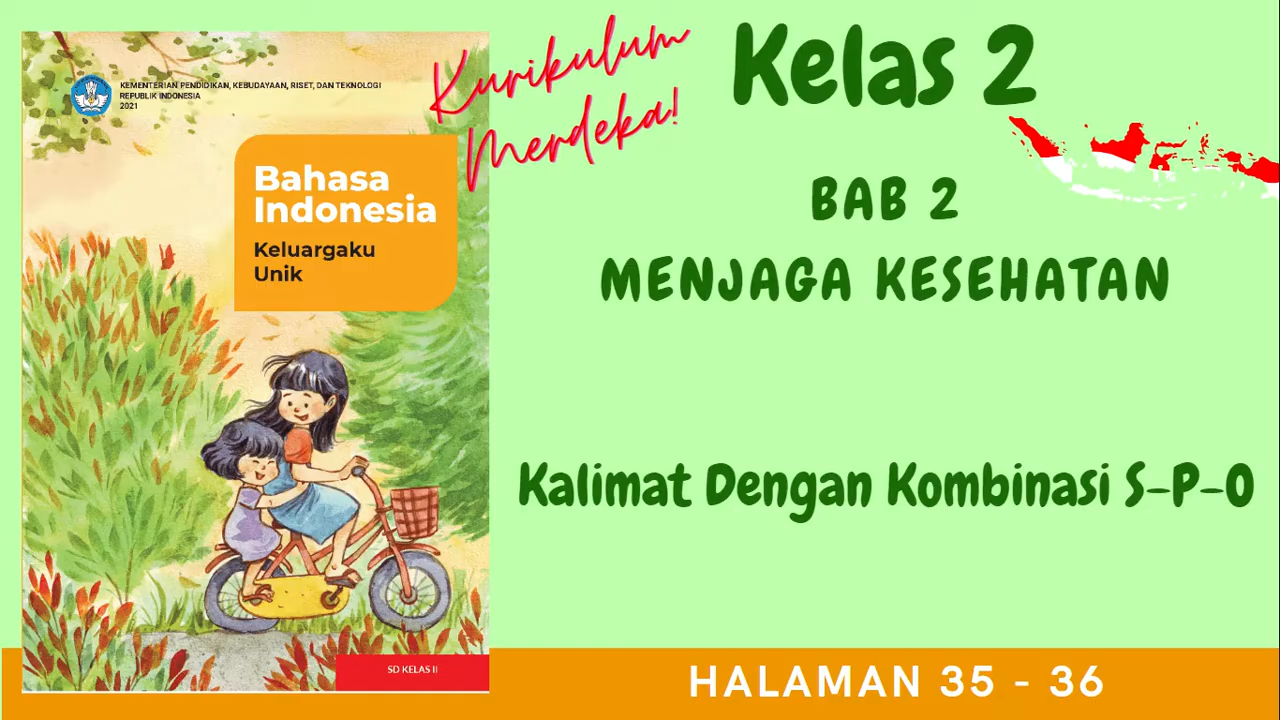 KEMENTERIAN PENDIDIKAN, KEBUDAYAAN, RISET, DAN TEKNOLOGI
REPUBLIK INDONESIA
2021
Bahasa
Indonesia
Keluargaku
Unik
SD KELAS II
Kurikulum
Merdeka!
Kelas 2
BAB 2
MENJAGA KESEHATAN
Kalimat Dengan Kombinasi S-P-O
HALAMAN 35 - 36